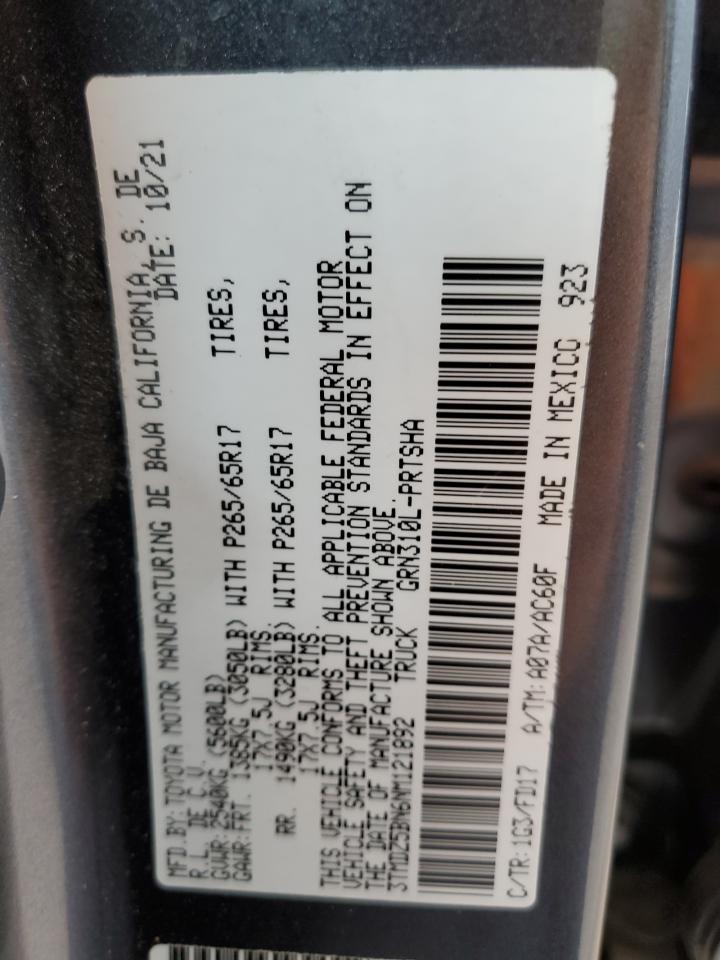 MFD.BY: TOYOTA MOTOR MANUFACTURING DE BAJA CALIFORNIA, S. DE
R.L. DE C.V. DATE: 10/21
GVWR: 2540KG (5600LB)
GAWR:FRT. 1385KG (3050LB) WITH P265/65R17 TIRES,
17X7.5J RIMS.
RR. 1490KG (3280LB) WITH P265/65R17 TIRES,
17X7.5J RIMS.
THIS VEHICLE CONFORMS TO ALL APPLICABLE FEDERAL MOTOR
VEHICLE SAFETY AND THEFT PREVENTION STANDARDS IN EFFECT ON
THE DATE OF MANUFACTURE SHOWN ABOVE.
3TMDZ5BN6NM121892 TRUCK GRN310L-PRTSHA
C/TR:1G3/FD17 A/TM:A07A/AC60F MADE IN MEXICO 923